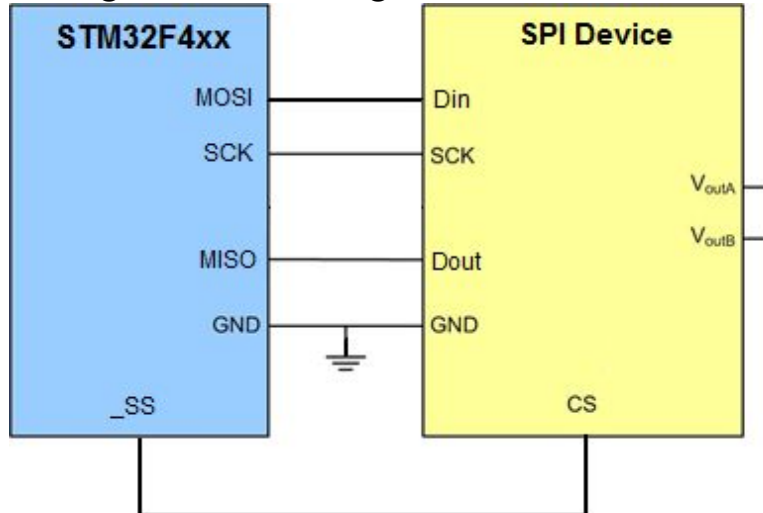 STM32F4xx
SPI Device
MOSI
Din
SCK
SCK
VoutA
VoutB
MISO
Dout
GND
GND
_SS
CS